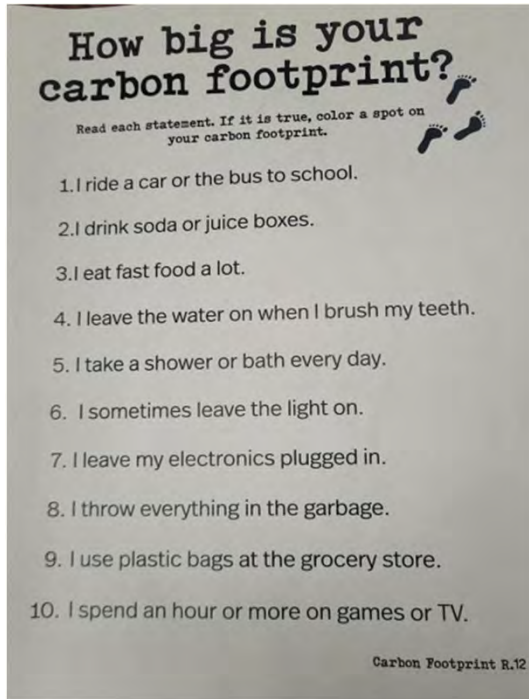 How big is your
carbon footprint?
Read each statement. If it is true, color a spot on
your carbon footprint.
1.I ride a car or the bus to school.
2.I drink soda or juice boxes.
3.I eat fast food a lot.
4. I leave the water on when I brush my teeth.
5. I take a shower or bath every day.
6. I sometimes leave the light on.
7. I leave my electronics plugged in.
8. I throw everything in the garbage.
9. I use plastic bags at the grocery store.
10. I spend an hour or more on games or TV.
Carbon Footprint R.12